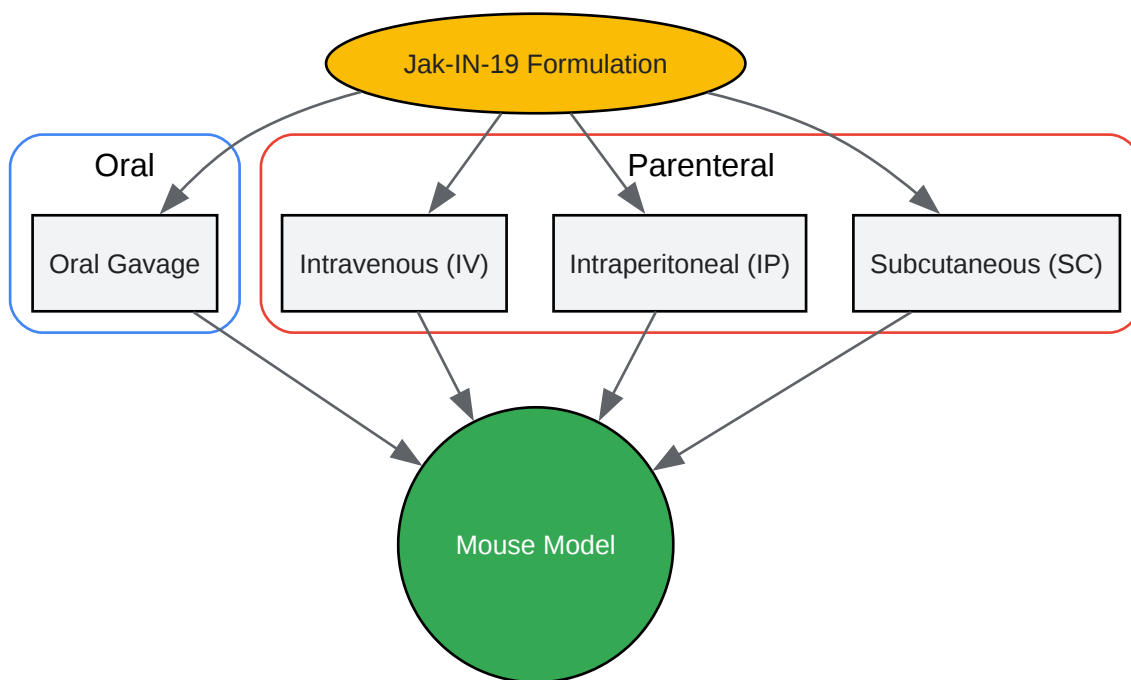 Jak-IN-19 Formulation
Oral
Parenteral
Oral Gavage
Intravenous (IV)
Intraperitoneal (IP)
Subcutaneous (SC)
Mouse Model